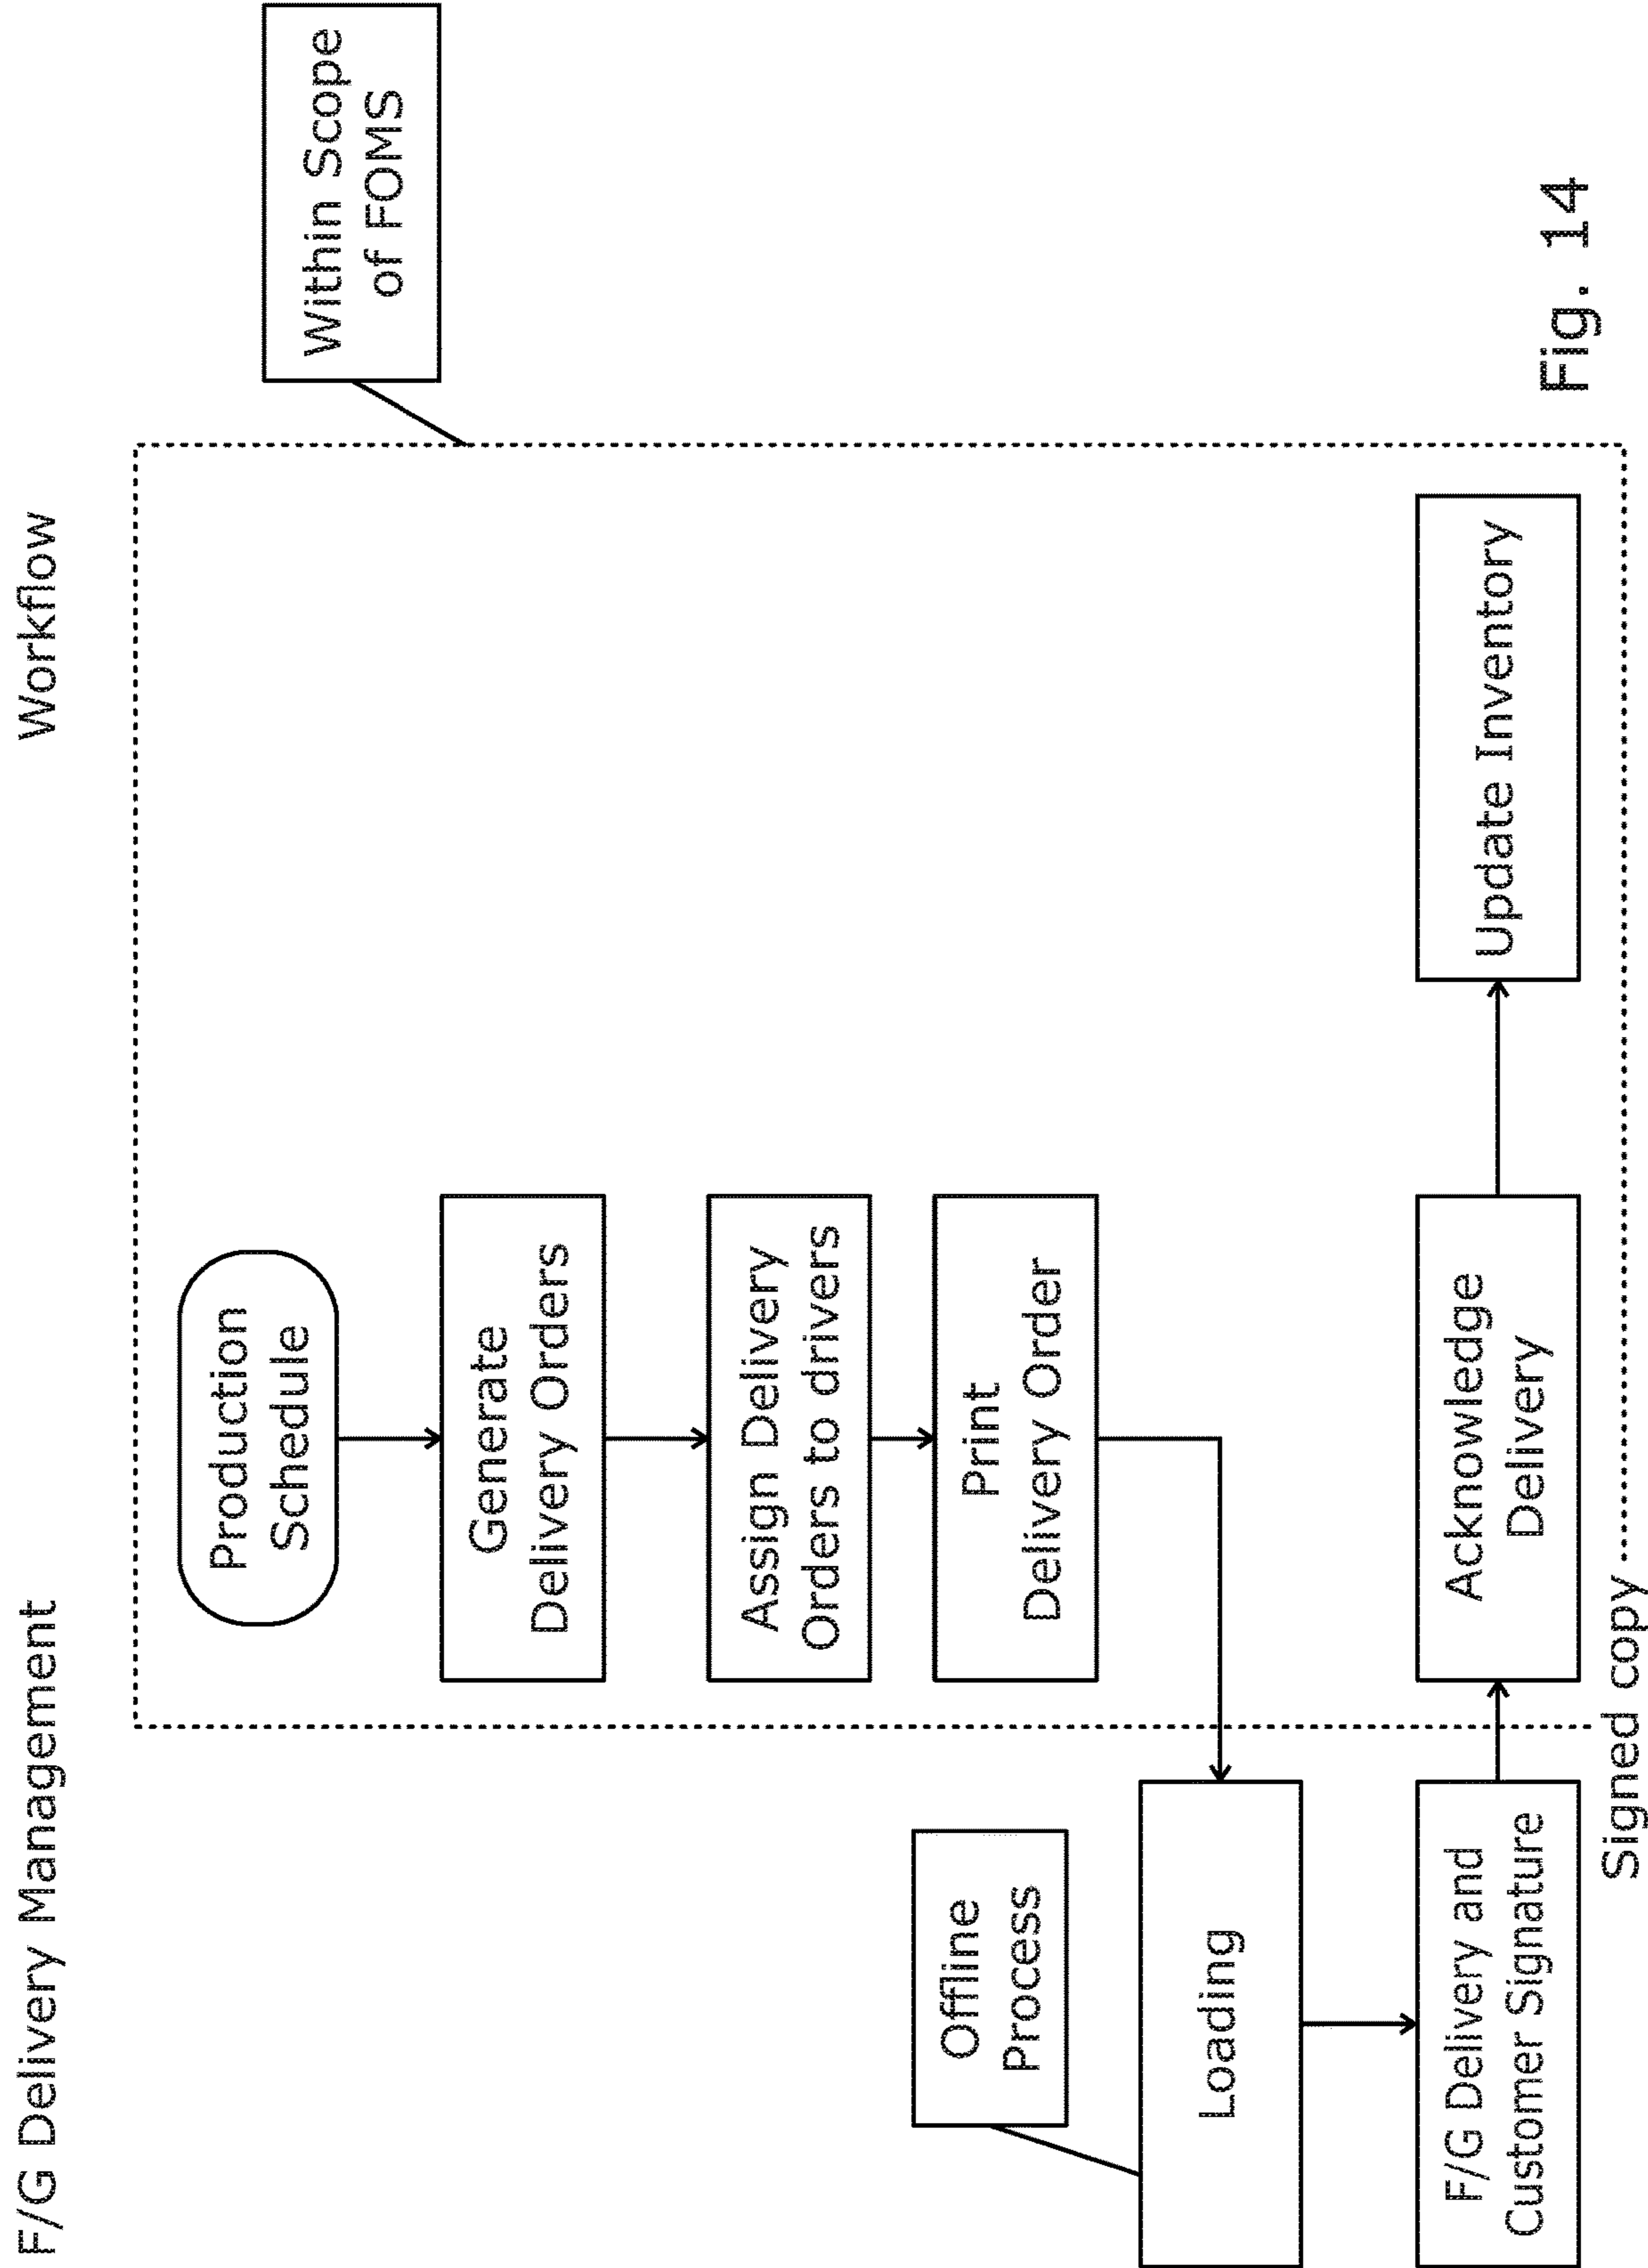 F/G Delivery Management
Workflow
Within Scope
of FOMS
Production
Schedule
Generate
Delivery Orders
Assign Delivery
Orders to drivers
Print
Delivery Order
Offline
Process
Loading
F/G Delivery and
Customer Signature
Acknowledge
Delivery
Update Inventory
Signed copy
Fig. 14